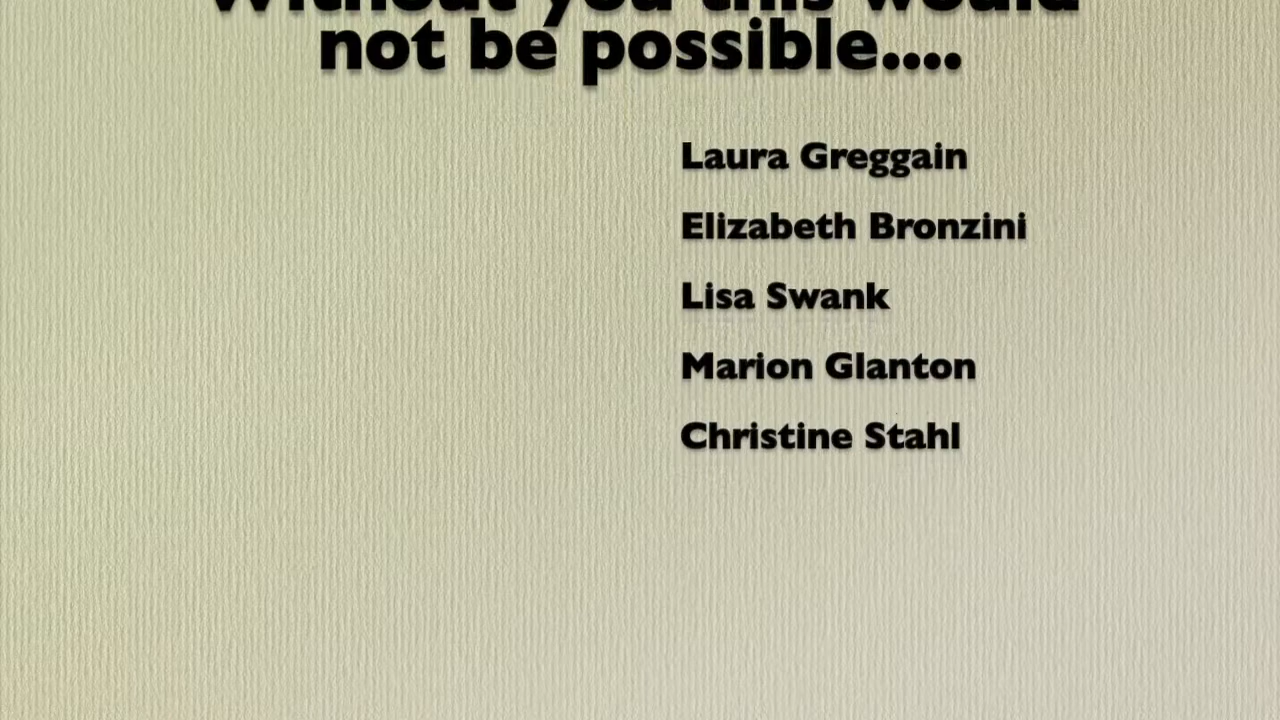 Without you this would
not be possible....
Laura Greggain
Elizabeth Bronzini
Lisa Swank
Marion Glanton
Christine Stahl